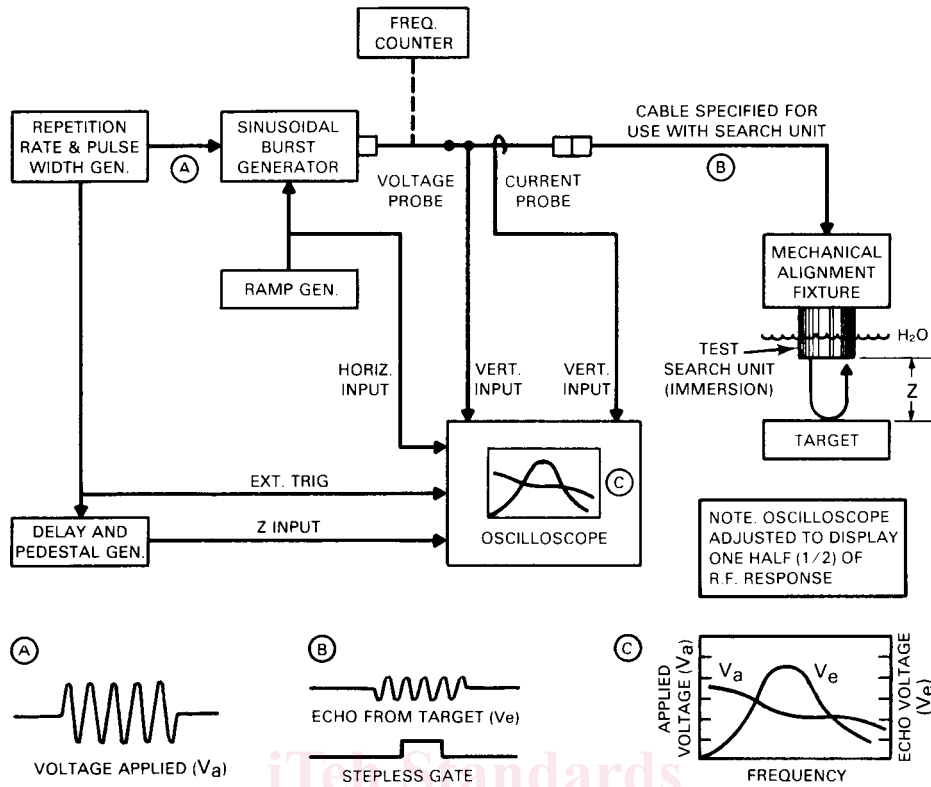 FREQ.
COUNTER
REPETITION
RATE & PULSE
WIDTH GEN.
A
SINUSOIDAL
BURST
GENERATOR
CABLE SPECIFIED FOR
USE WITH SEARCH UNIT
B
VOLTAGE
PROBE
CURRENT
PROBE
RAMP GEN.
MECHANICAL
ALIGNMENT
FIXTURE
H₂O
TEST
SEARCH UNIT
(IMMERSION)
Z
TARGET
HORIZ.
INPUT
VERT.
INPUT
VERT.
INPUT
C
OSCILLOSCOPE
EXT. TRIG
Z INPUT
DELAY AND
PEDESTAL GEN.
NOTE. OSCILLOSCOPE
ADJUSTED TO DISPLAY
ONE HALF (1/2) OF
R.F. RESPONSE
A
VOLTAGE APPLIED (Va)
B
ECHO FROM TARGET (Ve)
STEPLESS GATE
C
APPLIED
VOLTAGE (Va)
Va
Ve
ECHO VOLTAGE
(Ve)
FREQUENCY
iTeh Standards